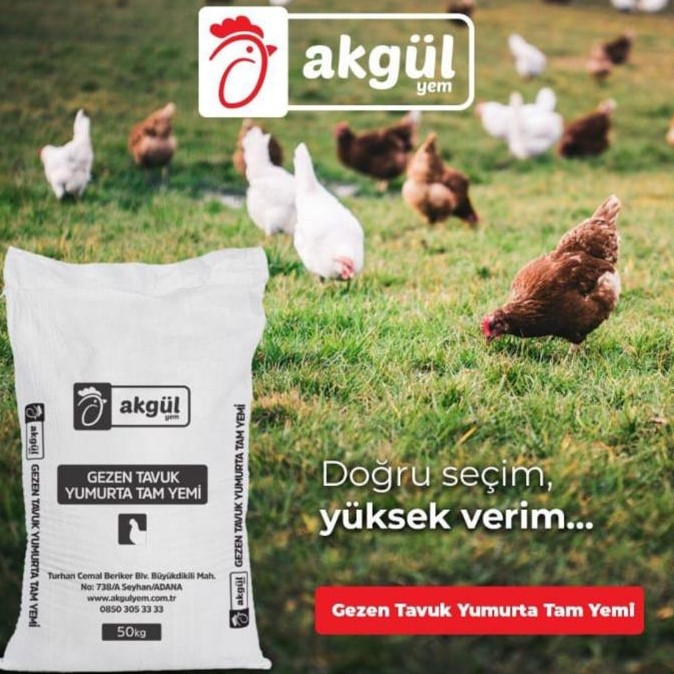 akgül
yem
akgül
yem
GEZEN TAVUK
YUMURTA TAM YEMİ
Turhan Cemal Beriker Blv. Büyükdikili Mah.
No: 738/A Seyhan/ADANA
www.akgulyem.com.tr
0850 305 33 33
50kg
akgül
GEZEN TAVUK YUMURTA TAM YEMİ
GEZEN TAVUK YUMURTA TAM YEMİ
akgül
Doğru seçim,
yüksek verim...
Gezen Tavuk Yumurta Tam Yemi